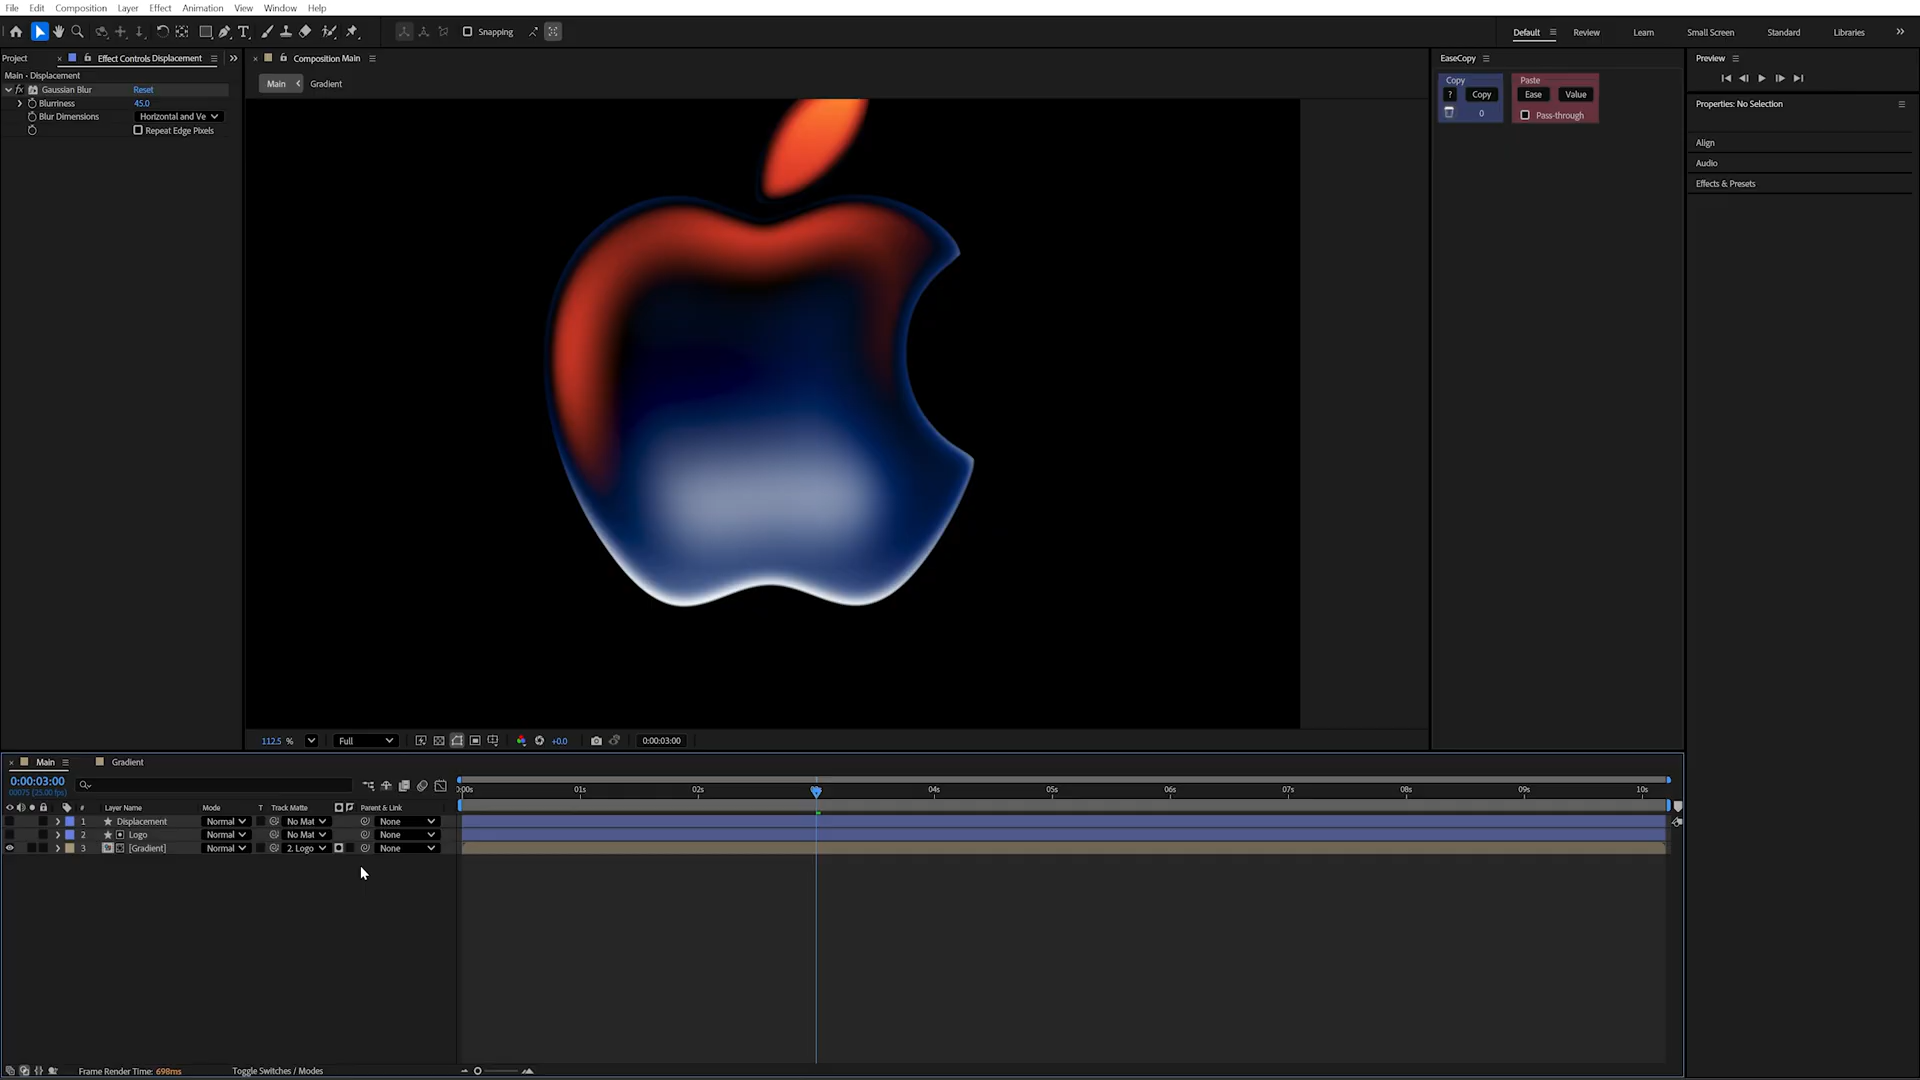 File Edit Composition Layer Effect Animation View Window Help
Snapping
Default Review Learn Small Screen Standard Libraries
Project Effect Controls Displacement
Main · Displacement
fx Gaussian Blur Reset
Blurriness 45.0
Blur Dimensions Horizontal and Ve
Repeat Edge Pixels
Composition Main
Main Gradient
EaseCopy
Copy Paste
? Copy Ease Value
0 Pass-through
Preview
Properties: No Selection
Align
Audio
Effects & Presets
112.5 % Full +0.0 0:00:03:00
Main Gradient
0:00:03:00
00075 (25.00 fps)
01s 02s 04s 05s 06s 07s 08s 09s 10s
# Layer Name Mode T Track Matte Parent & Link
1 Displacement Normal No Mat None
2 Logo Normal No Mat None
3 [Gradient] Normal 2. Logo None
Frame Render Time: 698ms Toggle Switches / Modes